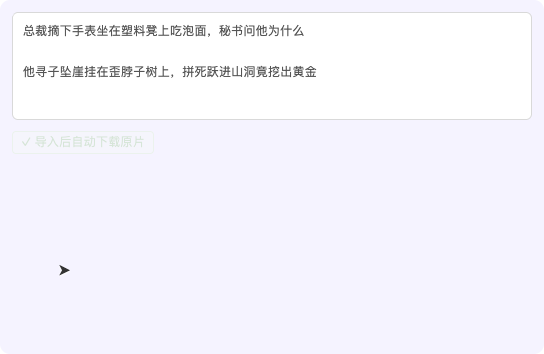 总裁摘下手表坐在塑料凳上吃泡面，秘书问他为什么
他寻子坠崖挂在歪脖子树上，拼死跃进山洞竟挖出黄金
✓ 导入后自动下载原片